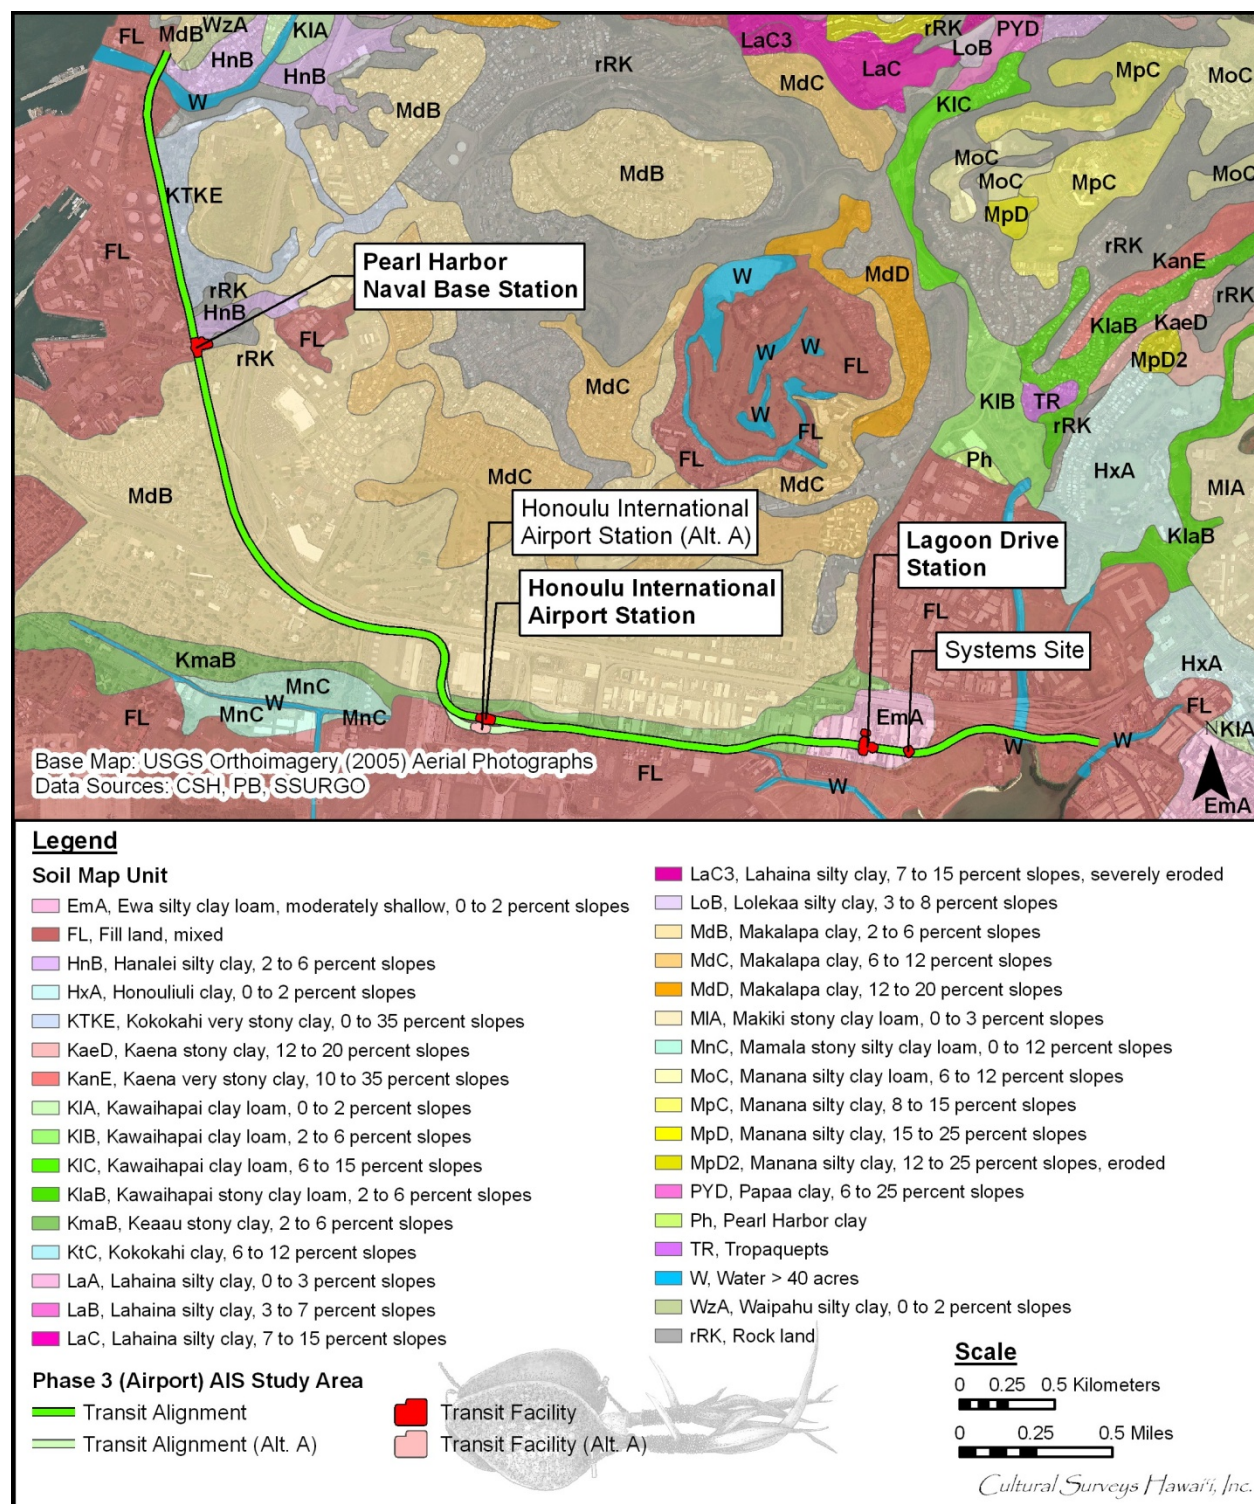 FL
MdB
WzA
KIA
HnB
HnB
W
MdB
rRK
LaC3
MdC
LaC
rRK
LoB
PYD
KIC
MpC
MoC
MoC
MoC
MpC
MoC
MpD
KTKE
FL
MdB
Pearl Harbor
Naval Base Station
rRK
HnB
FL
rRK
W
MdD
W
W
FL
W
FL
FL
MdC
MdC
rRK
KanE
rRK
KlaB
KaeD
MpD2
KIB
TR
rRK
Ph
HxA
MIA
KlaB
MdB
MdC
Honoulu International
Airport Station (Alt. A)
Honoulu International
Airport Station
Lagoon Drive
Station
FL
Systems Site
KmaB
MnC
W
MnC
MnC
FL
EmA
HxA
FL
KIA
N
W
W
FL
W
EmA
Base Map: USGS Orthoimagery (2005) Aerial Photographs
Data Sources: CSH, PB, SSURGO
Legend
Soil Map Unit
EmA, Ewa silty clay loam, moderately shallow, 0 to 2 percent slopes
FL, Fill land, mixed
HnB, Hanalei silty clay, 2 to 6 percent slopes
HxA, Honouliuli clay, 0 to 2 percent slopes
KTKE, Kokokahi very stony clay, 0 to 35 percent slopes
KaeD, Kaena stony clay, 12 to 20 percent slopes
KanE, Kaena very stony clay, 10 to 35 percent slopes
KIA, Kawaihapai clay loam, 0 to 2 percent slopes
KIB, Kawaihapai clay loam, 2 to 6 percent slopes
KIC, Kawaihapai clay loam, 6 to 15 percent slopes
KlaB, Kawaihapai stony clay loam, 2 to 6 percent slopes
KmaB, Keaau stony clay, 2 to 6 percent slopes
KtC, Kokokahi clay, 6 to 12 percent slopes
LaA, Lahaina silty clay, 0 to 3 percent slopes
LaB, Lahaina silty clay, 3 to 7 percent slopes
LaC, Lahaina silty clay, 7 to 15 percent slopes
LaC3, Lahaina silty clay, 7 to 15 percent slopes, severely eroded
LoB, Lolekaa silty clay, 3 to 8 percent slopes
MdB, Makalapa clay, 2 to 6 percent slopes
MdC, Makalapa clay, 6 to 12 percent slopes
MdD, Makalapa clay, 12 to 20 percent slopes
MIA, Makiki stony clay loam, 0 to 3 percent slopes
MnC, Mamala stony silty clay loam, 0 to 12 percent slopes
MoC, Manana silty clay loam, 6 to 12 percent slopes
MpC, Manana silty clay, 8 to 15 percent slopes
MpD, Manana silty clay, 15 to 25 percent slopes
MpD2, Manana silty clay, 12 to 25 percent slopes, eroded
PYD, Papaa clay, 6 to 25 percent slopes
Ph, Pearl Harbor clay
TR, Tropaquepts
W, Water > 40 acres
WzA, Waipahu silty clay, 0 to 2 percent slopes
rRK, Rock land
Phase 3 (Airport) AIS Study Area
Transit Alignment
Transit Alignment (Alt. A)
Transit Facility
Transit Facility (Alt. A)
Scale
0 0.25 0.5 Kilometers
0 0.25 0.5 Miles
Cultural Surveys Hawai'i, Inc.